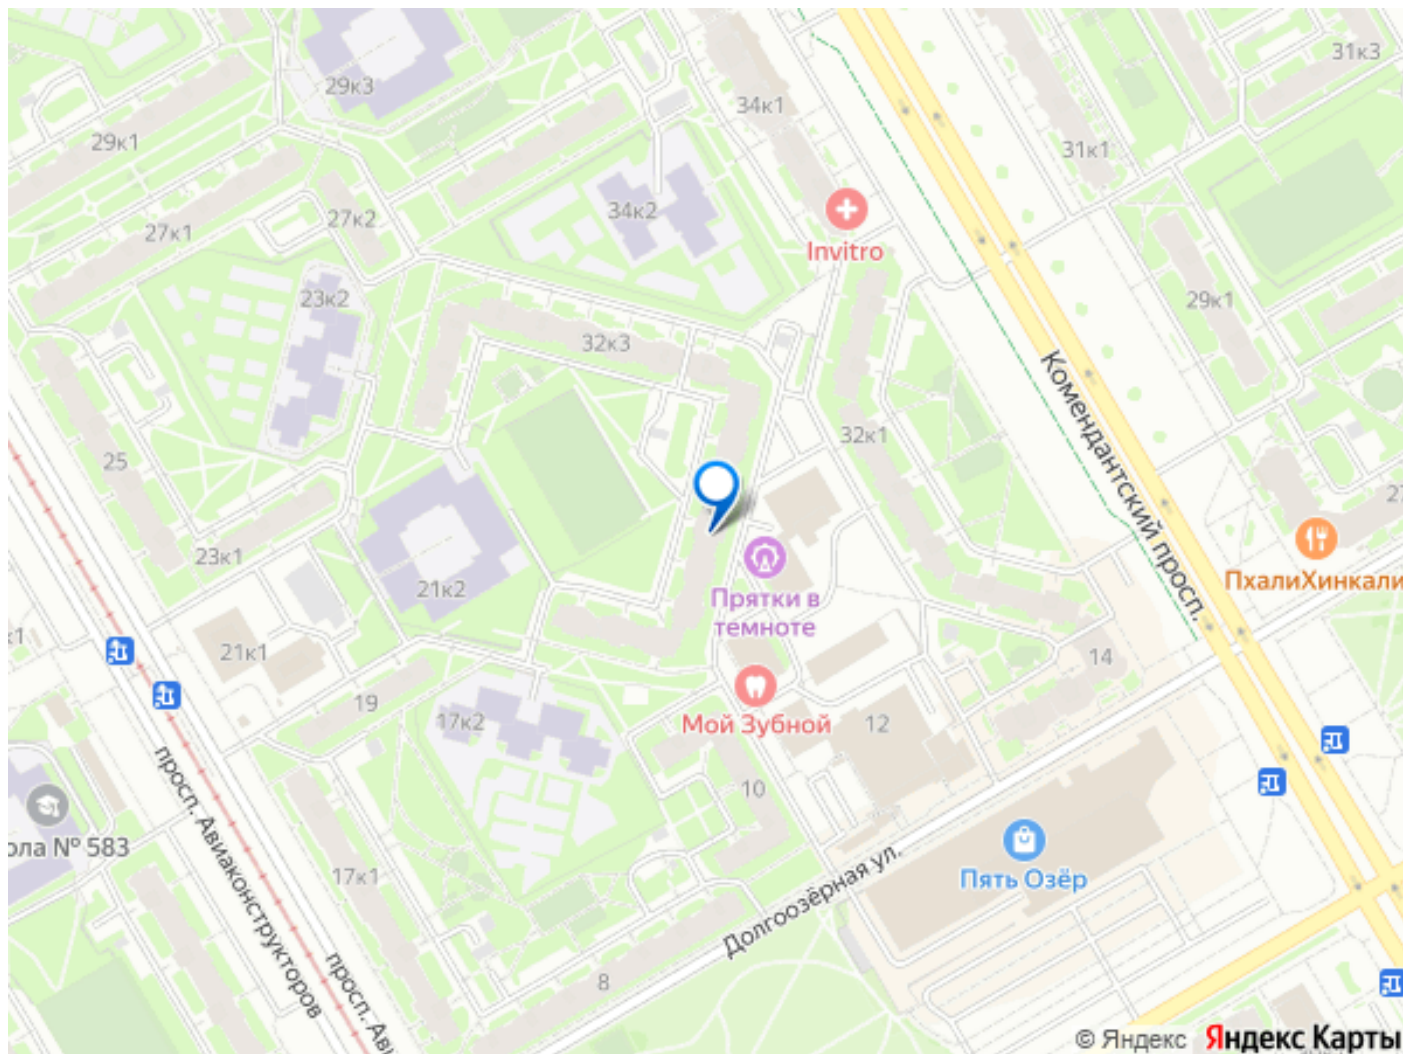 31к3
29к3
34к1
29к1
31к1
34к2
27к2
27к1
Invitro
23к2
29к1
32к3
Комендантский просп.
32к1
25
27
23к1
ПхалиХинкали
21к2
Прятки в
темноте
к1
21к1
14
19
17к2
Мой Зубной
12
10
просп. Авиаконструкторов
ола № 583
17к1
Пять Озёр
Долгоозёрная ул.
просп. Ави
8
© Яндекс Яндекс Карты